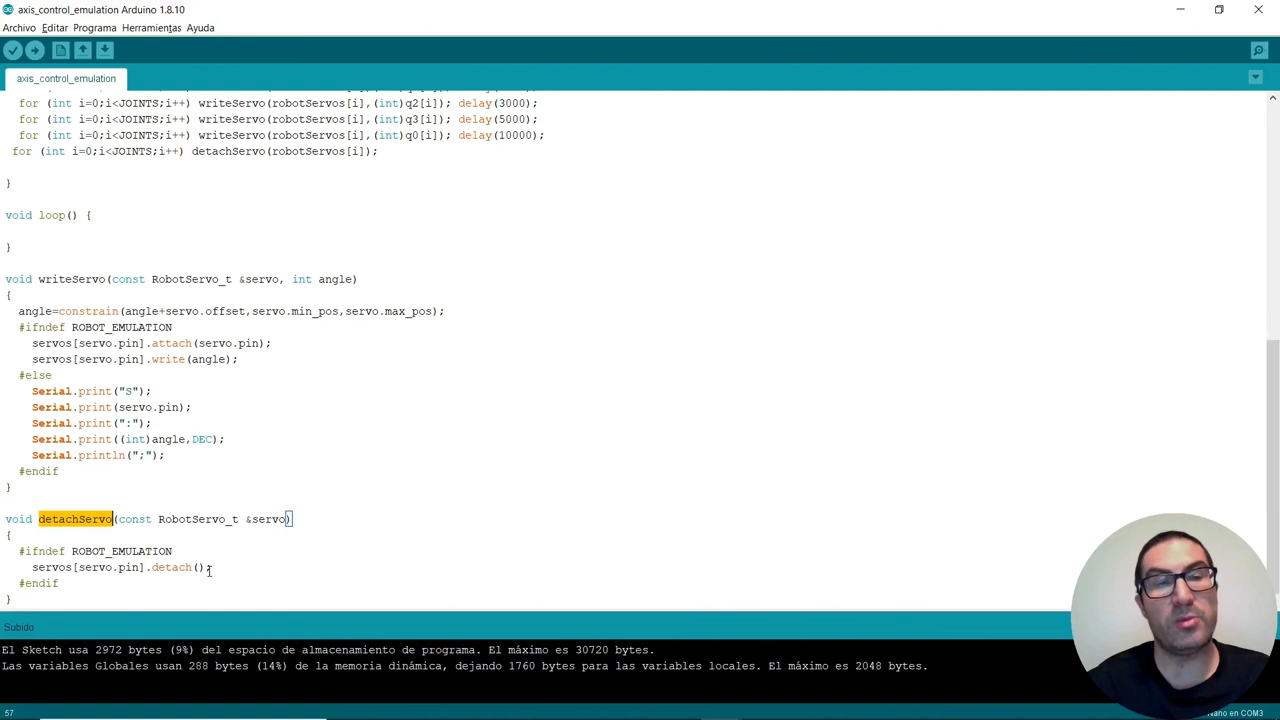 axis_control_emulation Arduino 1.8.10
Archivo Editar Programa Herramientas Ayuda
axis_control_emulation
for (int i=0;i<JOINTS;i++) writeServo(robotServos[i],(int)q2[i]); delay(3000);
for (int i=0;i<JOINTS;i++) writeServo(robotServos[i],(int)q3[i]); delay(5000);
for (int i=0;i<JOINTS;i++) writeServo(robotServos[i],(int)q0[i]); delay(10000);
for (int i=0;i<JOINTS;i++) detachServo(robotServos[i]);
}
void loop() {
}
void writeServo(const RobotServo_t &servo, int angle)
{
angle=constrain(angle+servo.offset,servo.min_pos,servo.max_pos);
#ifndef ROBOT_EMULATION
servos[servo.pin].attach(servo.pin);
servos[servo.pin].write(angle);
#else
Serial.print("S");
Serial.print(servo.pin);
Serial.print(":");
Serial.print((int)angle,DEC);
Serial.println(";");
#endif
}
void detachServo(const RobotServo_t &servo)
{
#ifndef ROBOT_EMULATION
servos[servo.pin].detach();
#endif
}
Subido
El Sketch usa 2972 bytes (9%) del espacio de almacenamiento de programa. El máximo es 30720 bytes.
Las variables Globales usan 288 bytes (14%) de la memoria dinámica, dejando 1760 bytes para las variables locales. El máximo es 2048 bytes.
57
Nano en COM3